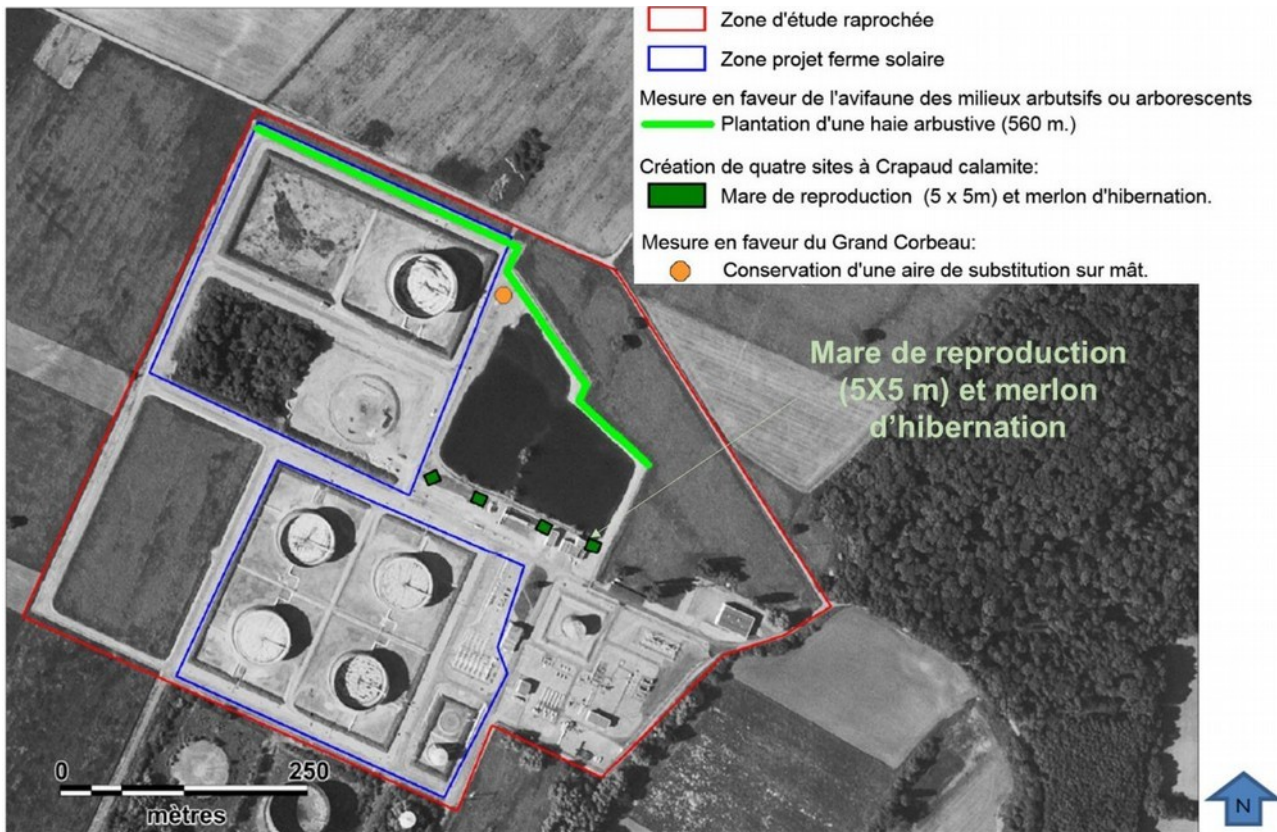 Zone d'étude raprochée
Zone projet ferme solaire
Mesure en faveur de l'avifaune des milieux arbutsifs ou arborescents
Plantation d'une haie arbustive (560 m.)
Création de quatre sites à Crapaud calamite:
Mare de reproduction (5 x 5m) et merlon d'hibernation.
Mesure en faveur du Grand Corbeau:
Conservation d'une aire de substitution sur mât.
Mare de reproduction
(5X5 m) et merlon
d'hibernation
0 250
mètres
N